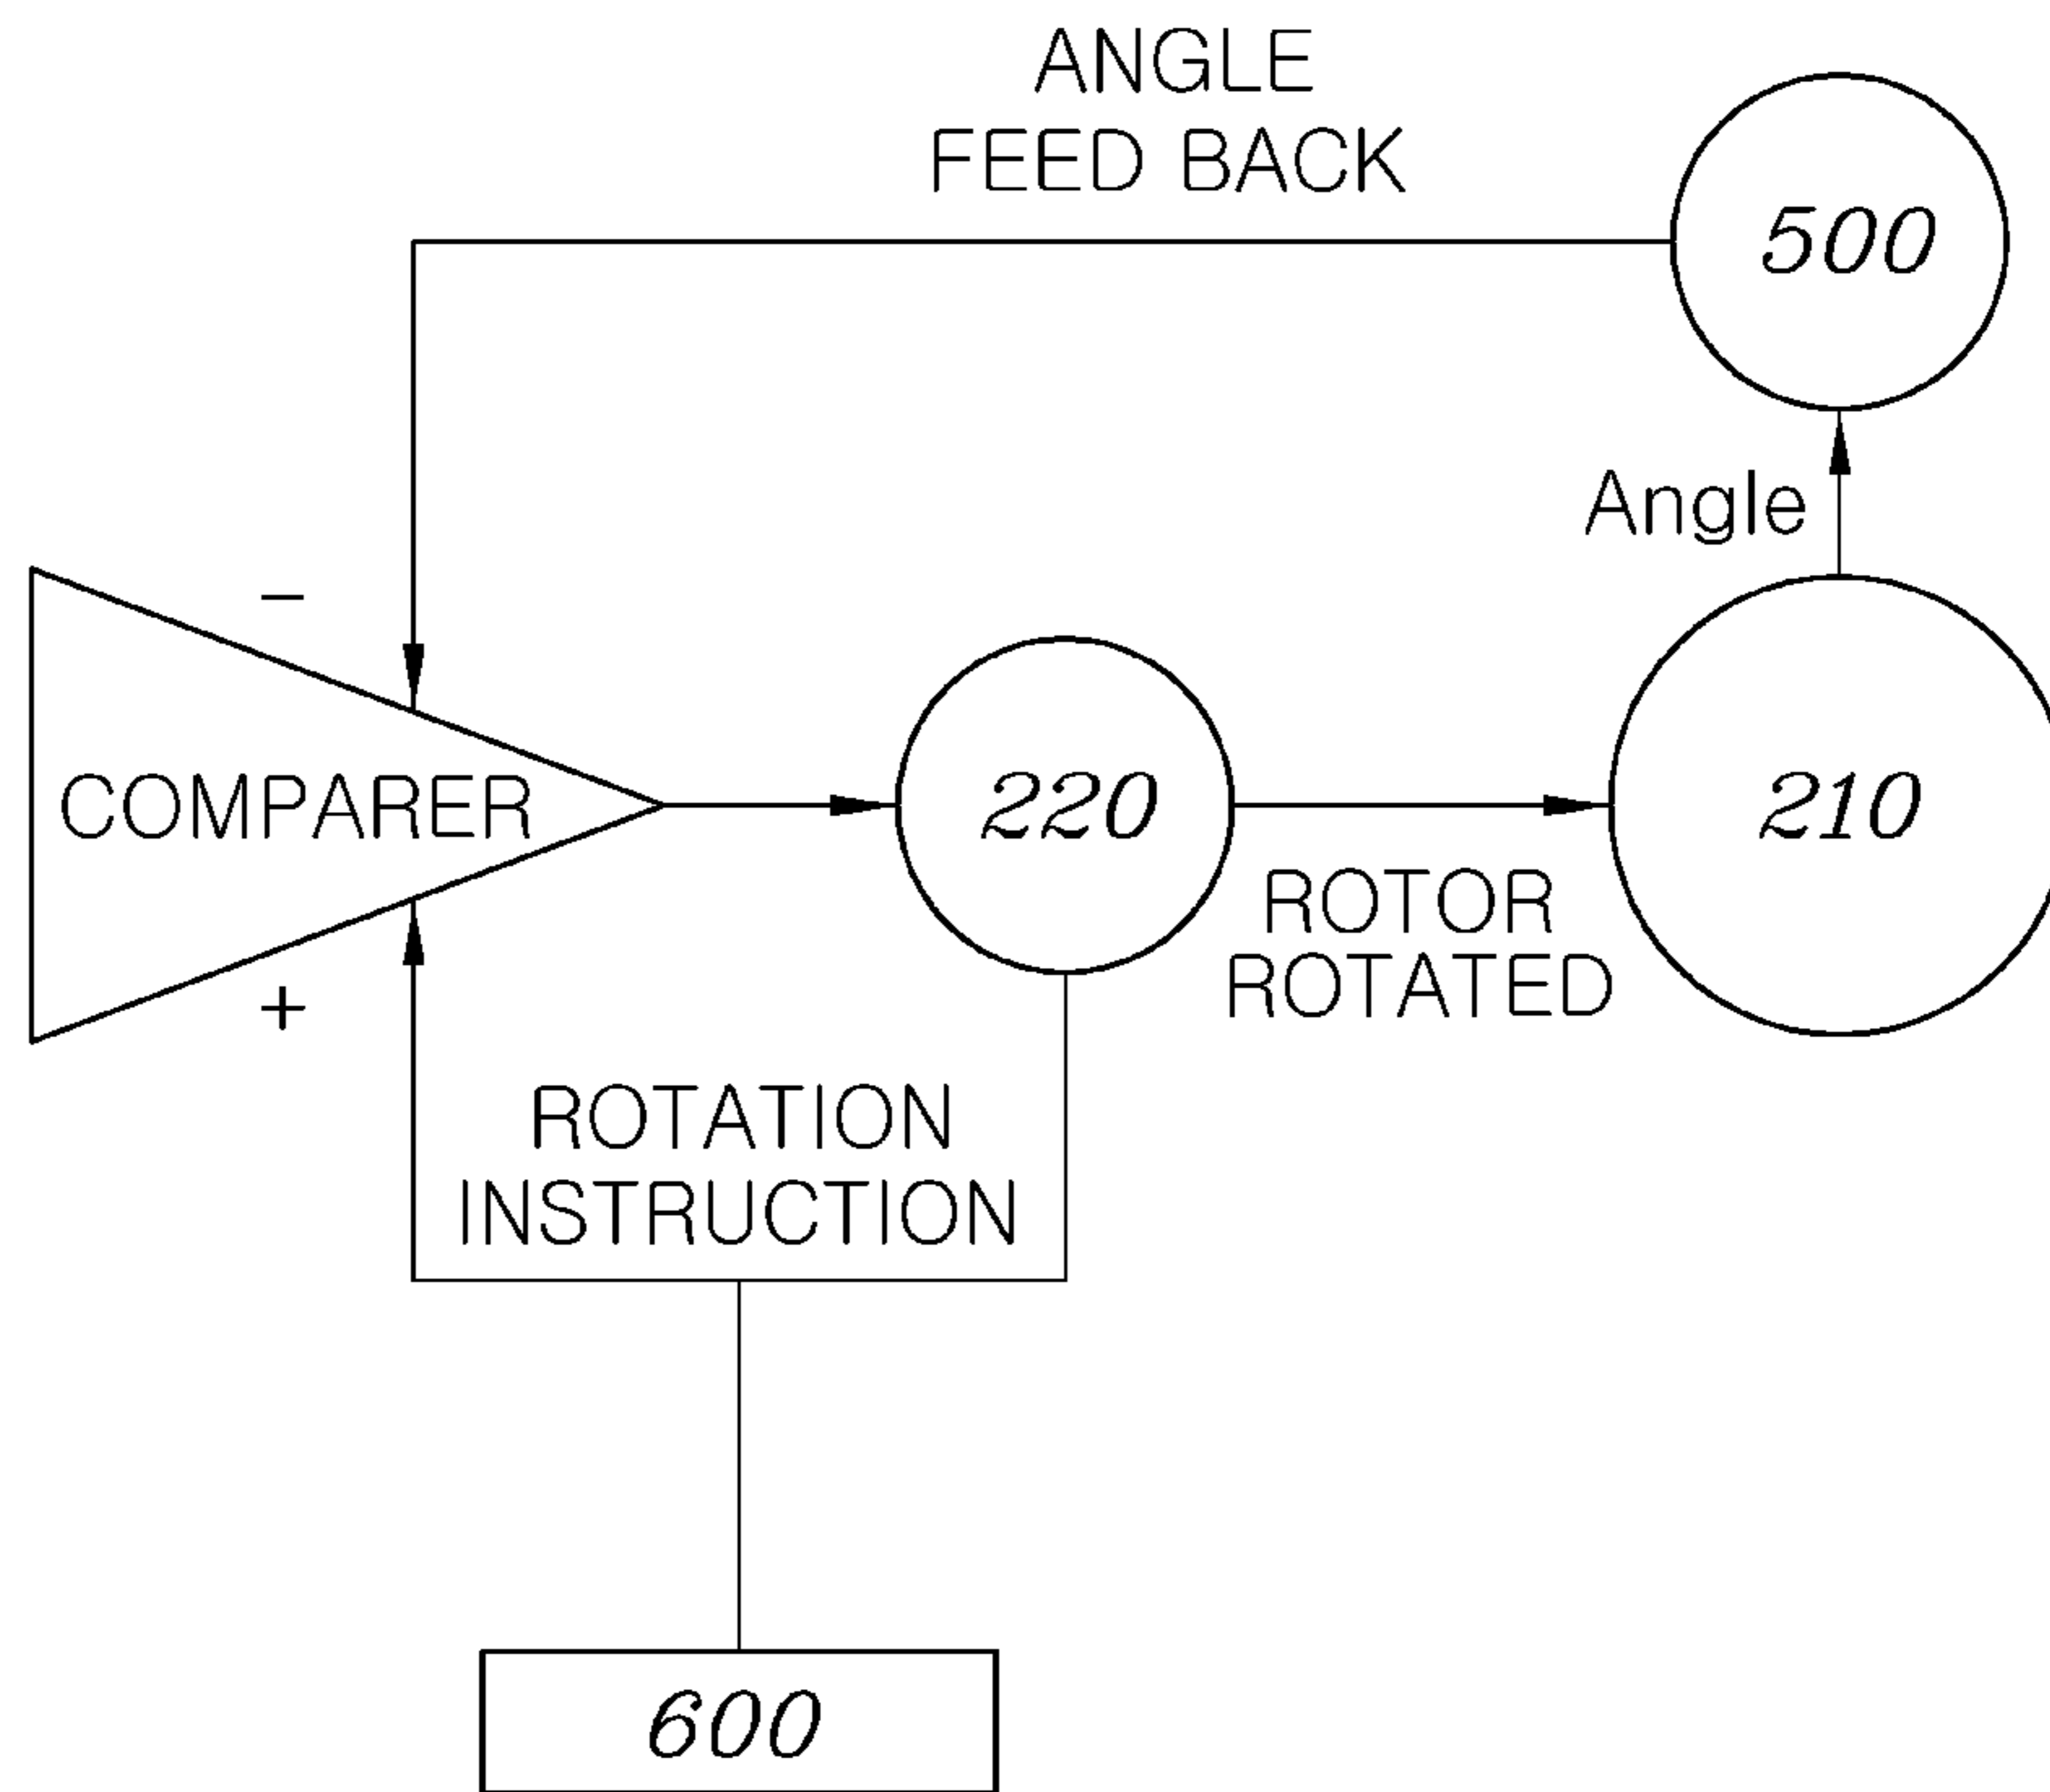 ANGLE
FEED BACK
500
Angle
−
COMPARER
220
210
ROTOR
ROTATED
+
ROTATION
INSTRUCTION
600